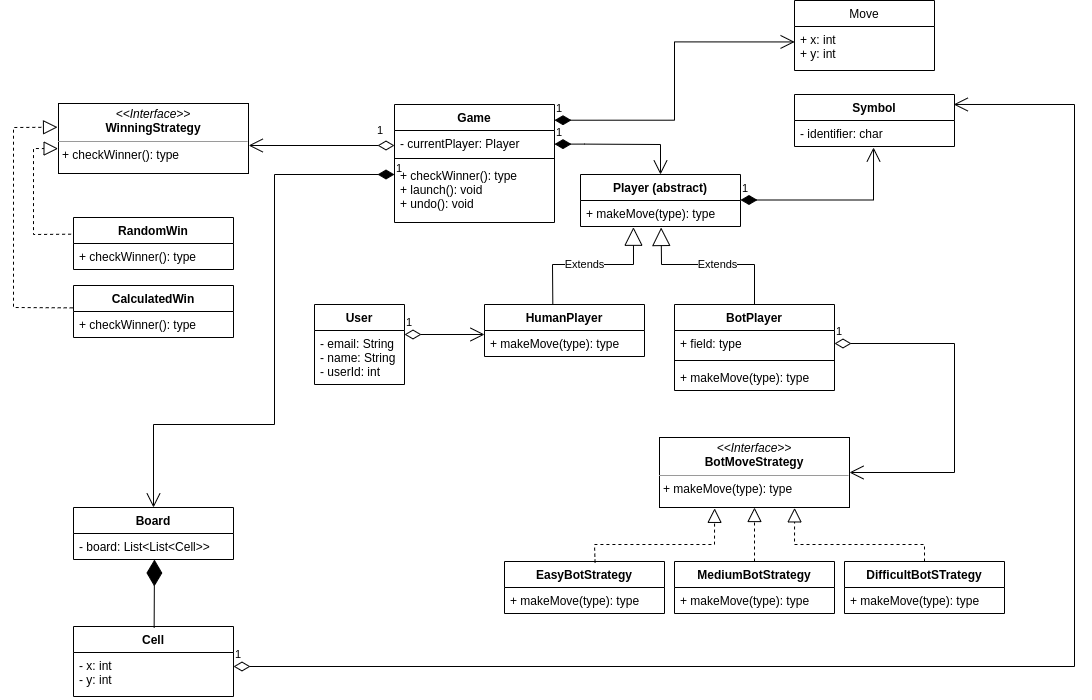 Move
+ x: int
+ y: int
<<Interface>>
WinningStrategy
+ checkWinner(): type
1
Game
- currentPlayer: Player
+ checkWinner(): type
+ launch(): void
+ undo(): void
1
1
1
Symbol
- identifier: char
Player (abstract)
+ makeMove(type): type
1
RandomWin
+ checkWinner(): type
CalculatedWin
+ checkWinner(): type
Extends
Extends
User
- email: String
- name: String
- userId: int
1
HumanPlayer
+ makeMove(type): type
BotPlayer
+ field: type
+ makeMove(type): type
1
<<Interface>>
BotMoveStrategy
+ makeMove(type): type
Board
- board: List<List<Cell>>
EasyBotStrategy
+ makeMove(type): type
MediumBotStrategy
+ makeMove(type): type
DifficultBotSTrategy
+ makeMove(type): type
Cell
- x: int
- y: int
1